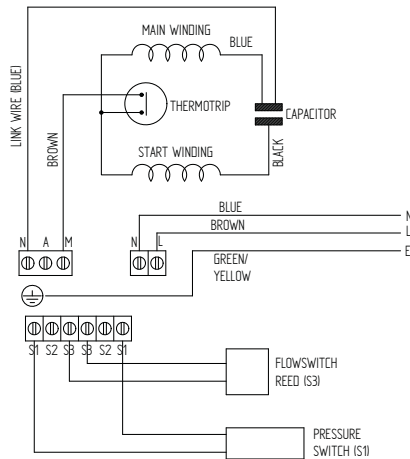 MAIN WINDING
BLUE
LINK WIRE (BLUE)
BROWN
THERMOTRIP
CAPACITOR
START WINDING
BLACK
N A M
N L
BLUE
BROWN
GREEN/
YELLOW
N
L
E
S1 S2 S3 S3 S2 S1
FLOWSWITCH
REED (S3)
PRESSURE
SWITCH (S1)